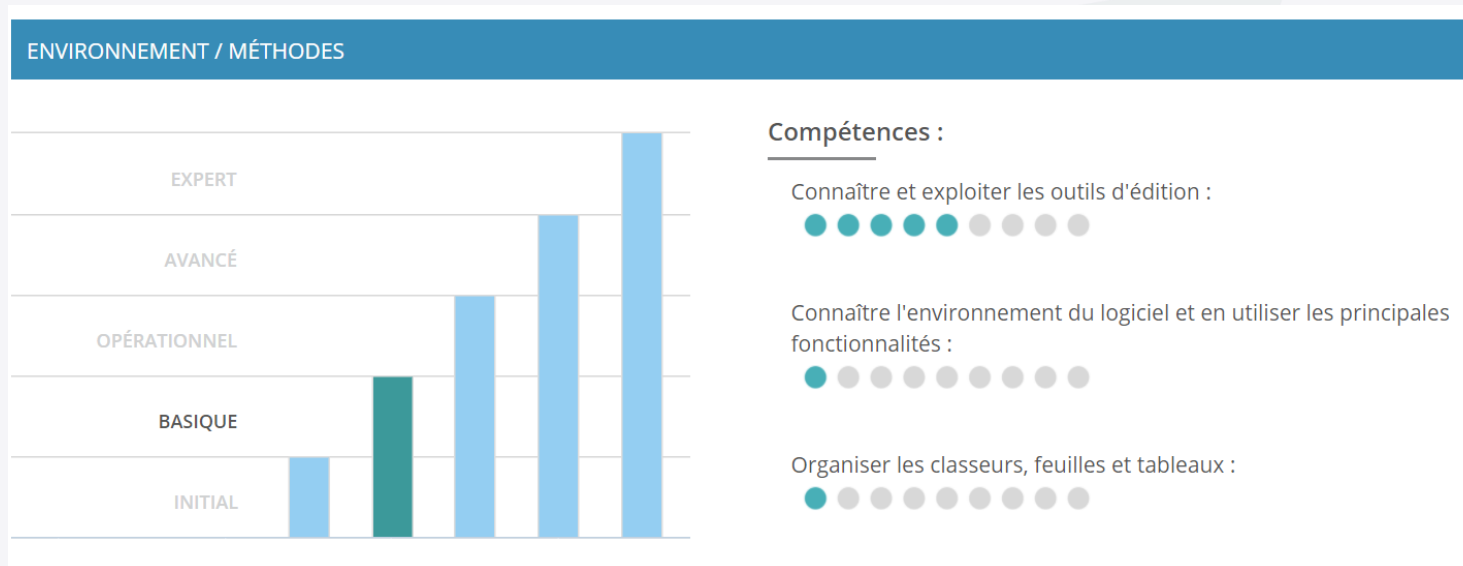 ENVIRONNEMENT / MÉTHODES
EXPERT
AVANCÉ
OPÉRATIONNEL
BASIQUE
INITIAL
Compétences :
Connaître et exploiter les outils d'édition :
Connaître l'environnement du logiciel et en utiliser les principales
fonctionnalités :
Organiser les classeurs, feuilles et tableaux :